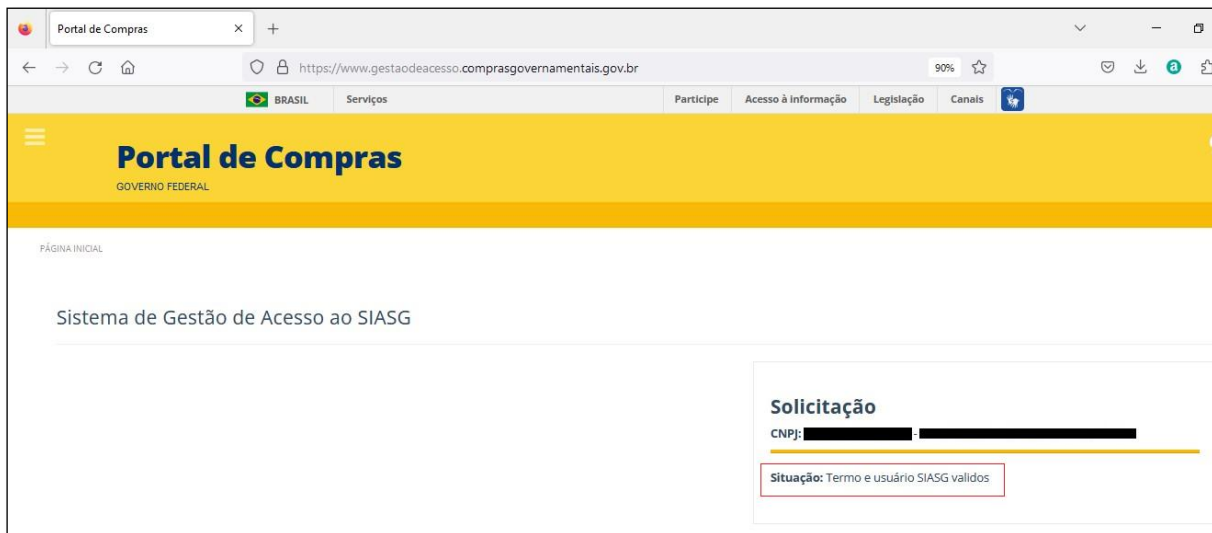 Portal de Compras
https://www.gestaodeacesso.comprasgovernamentais.gov.br
90%
BRASIL Serviços Participe Acesso à informação Legislação Canais
Portal de Compras
GOVERNO FEDERAL
PÁGINA INICIAL
Sistema de Gestão de Acesso ao SIASG
Solicitação
CNPJ: -
Situação: Termo e usuário SIASG validos